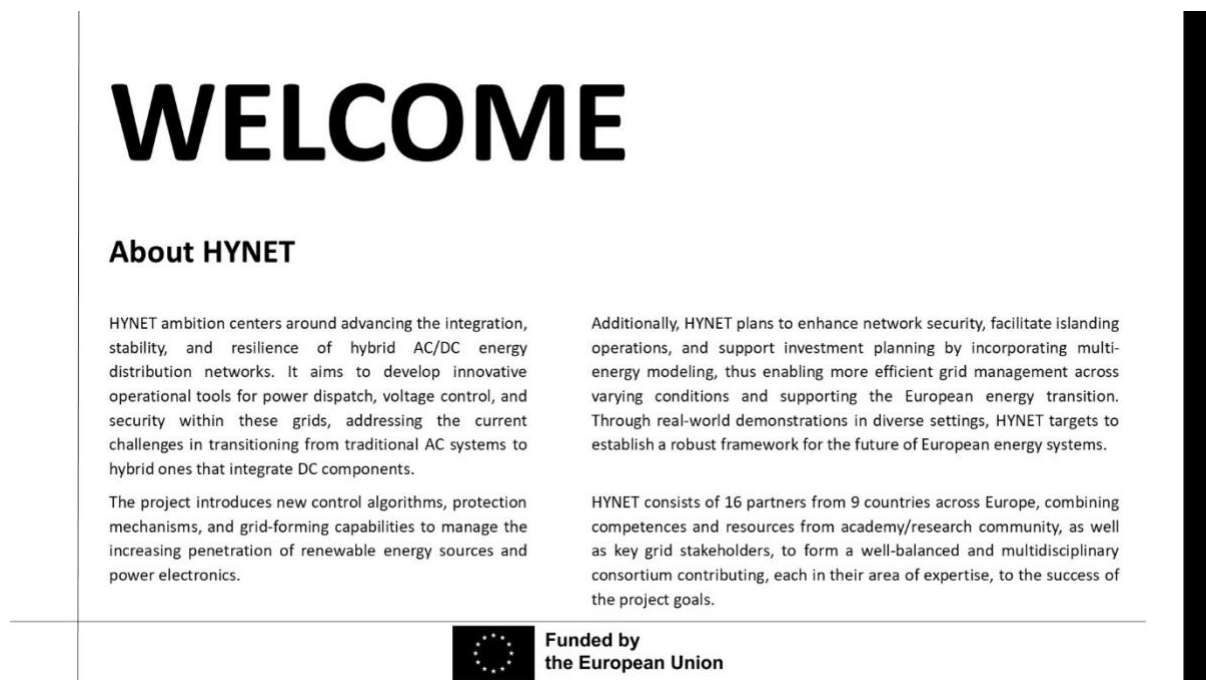 WELCOME
About HYNET
HYNET ambition centers around advancing the integration,
stability, and resilience of hybrid AC/DC energy
distribution networks. It aims to develop innovative
operational tools for power dispatch, voltage control, and
security within these grids, addressing the current
challenges in transitioning from traditional AC systems to
hybrid ones that integrate DC components.
The project introduces new control algorithms, protection
mechanisms, and grid-forming capabilities to manage the
increasing penetration of renewable energy sources and
power electronics.
Additionally, HYNET plans to enhance network security, facilitate islanding
operations, and support investment planning by incorporating multi-
energy modeling, thus enabling more efficient grid management across
varying conditions and supporting the European energy transition.
Through real-world demonstrations in diverse settings, HYNET targets to
establish a robust framework for the future of European energy systems.
HYNET consists of 16 partners from 9 countries across Europe, combining
competences and resources from academy/research community, as well
as key grid stakeholders, to form a well-balanced and multidisciplinary
consortium contributing, each in their area of expertise, to the success of
the project goals.
Funded by
the European Union